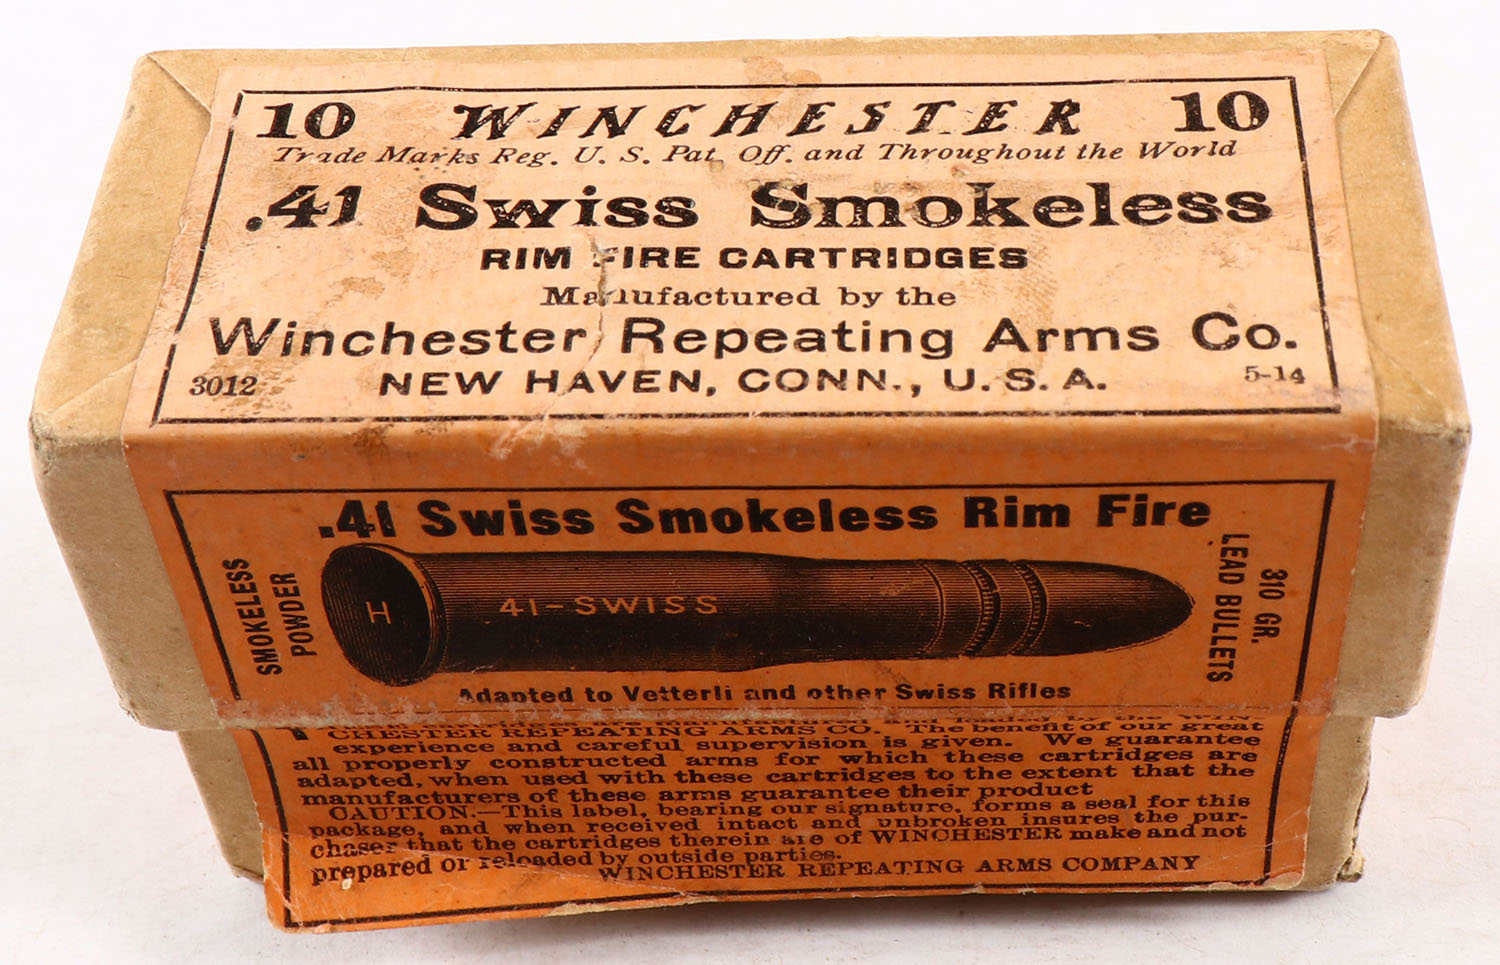 10 WINCHESTER 10
Trade Marks Reg. U. S. Pat. Off. and Throughout the World
.41 Swiss Smokeless
RIM FIRE CARTRIDGES
Manufactured by the
Winchester Repeating Arms Co.
3012 NEW HAVEN, CONN., U. S. A. 5-14
.41 Swiss Smokeless Rim Fire
SMOKELESS
POWDER
H
41-SWISS
310 GR.
LEAD BULLETS
Adapted to Vetterli and other Swiss Rifles
manufactured and loaded by the WIN-
CHESTER REPEATING ARMS CO. The benefit of our great
experience and careful supervision is given. We guarantee
all properly constructed arms for which these cartridges are
adapted, when used with these cartridges to the extent that the
manufacturers of these arms guarantee their product
CAUTION.—This label, bearing our signature, forms a seal for this
package, and when received intact and unbroken insures the pur-
chaser that the cartridges therein are of WINCHESTER make and not
prepared or reloaded by outside parties.
WINCHESTER REPEATING ARMS COMPANY